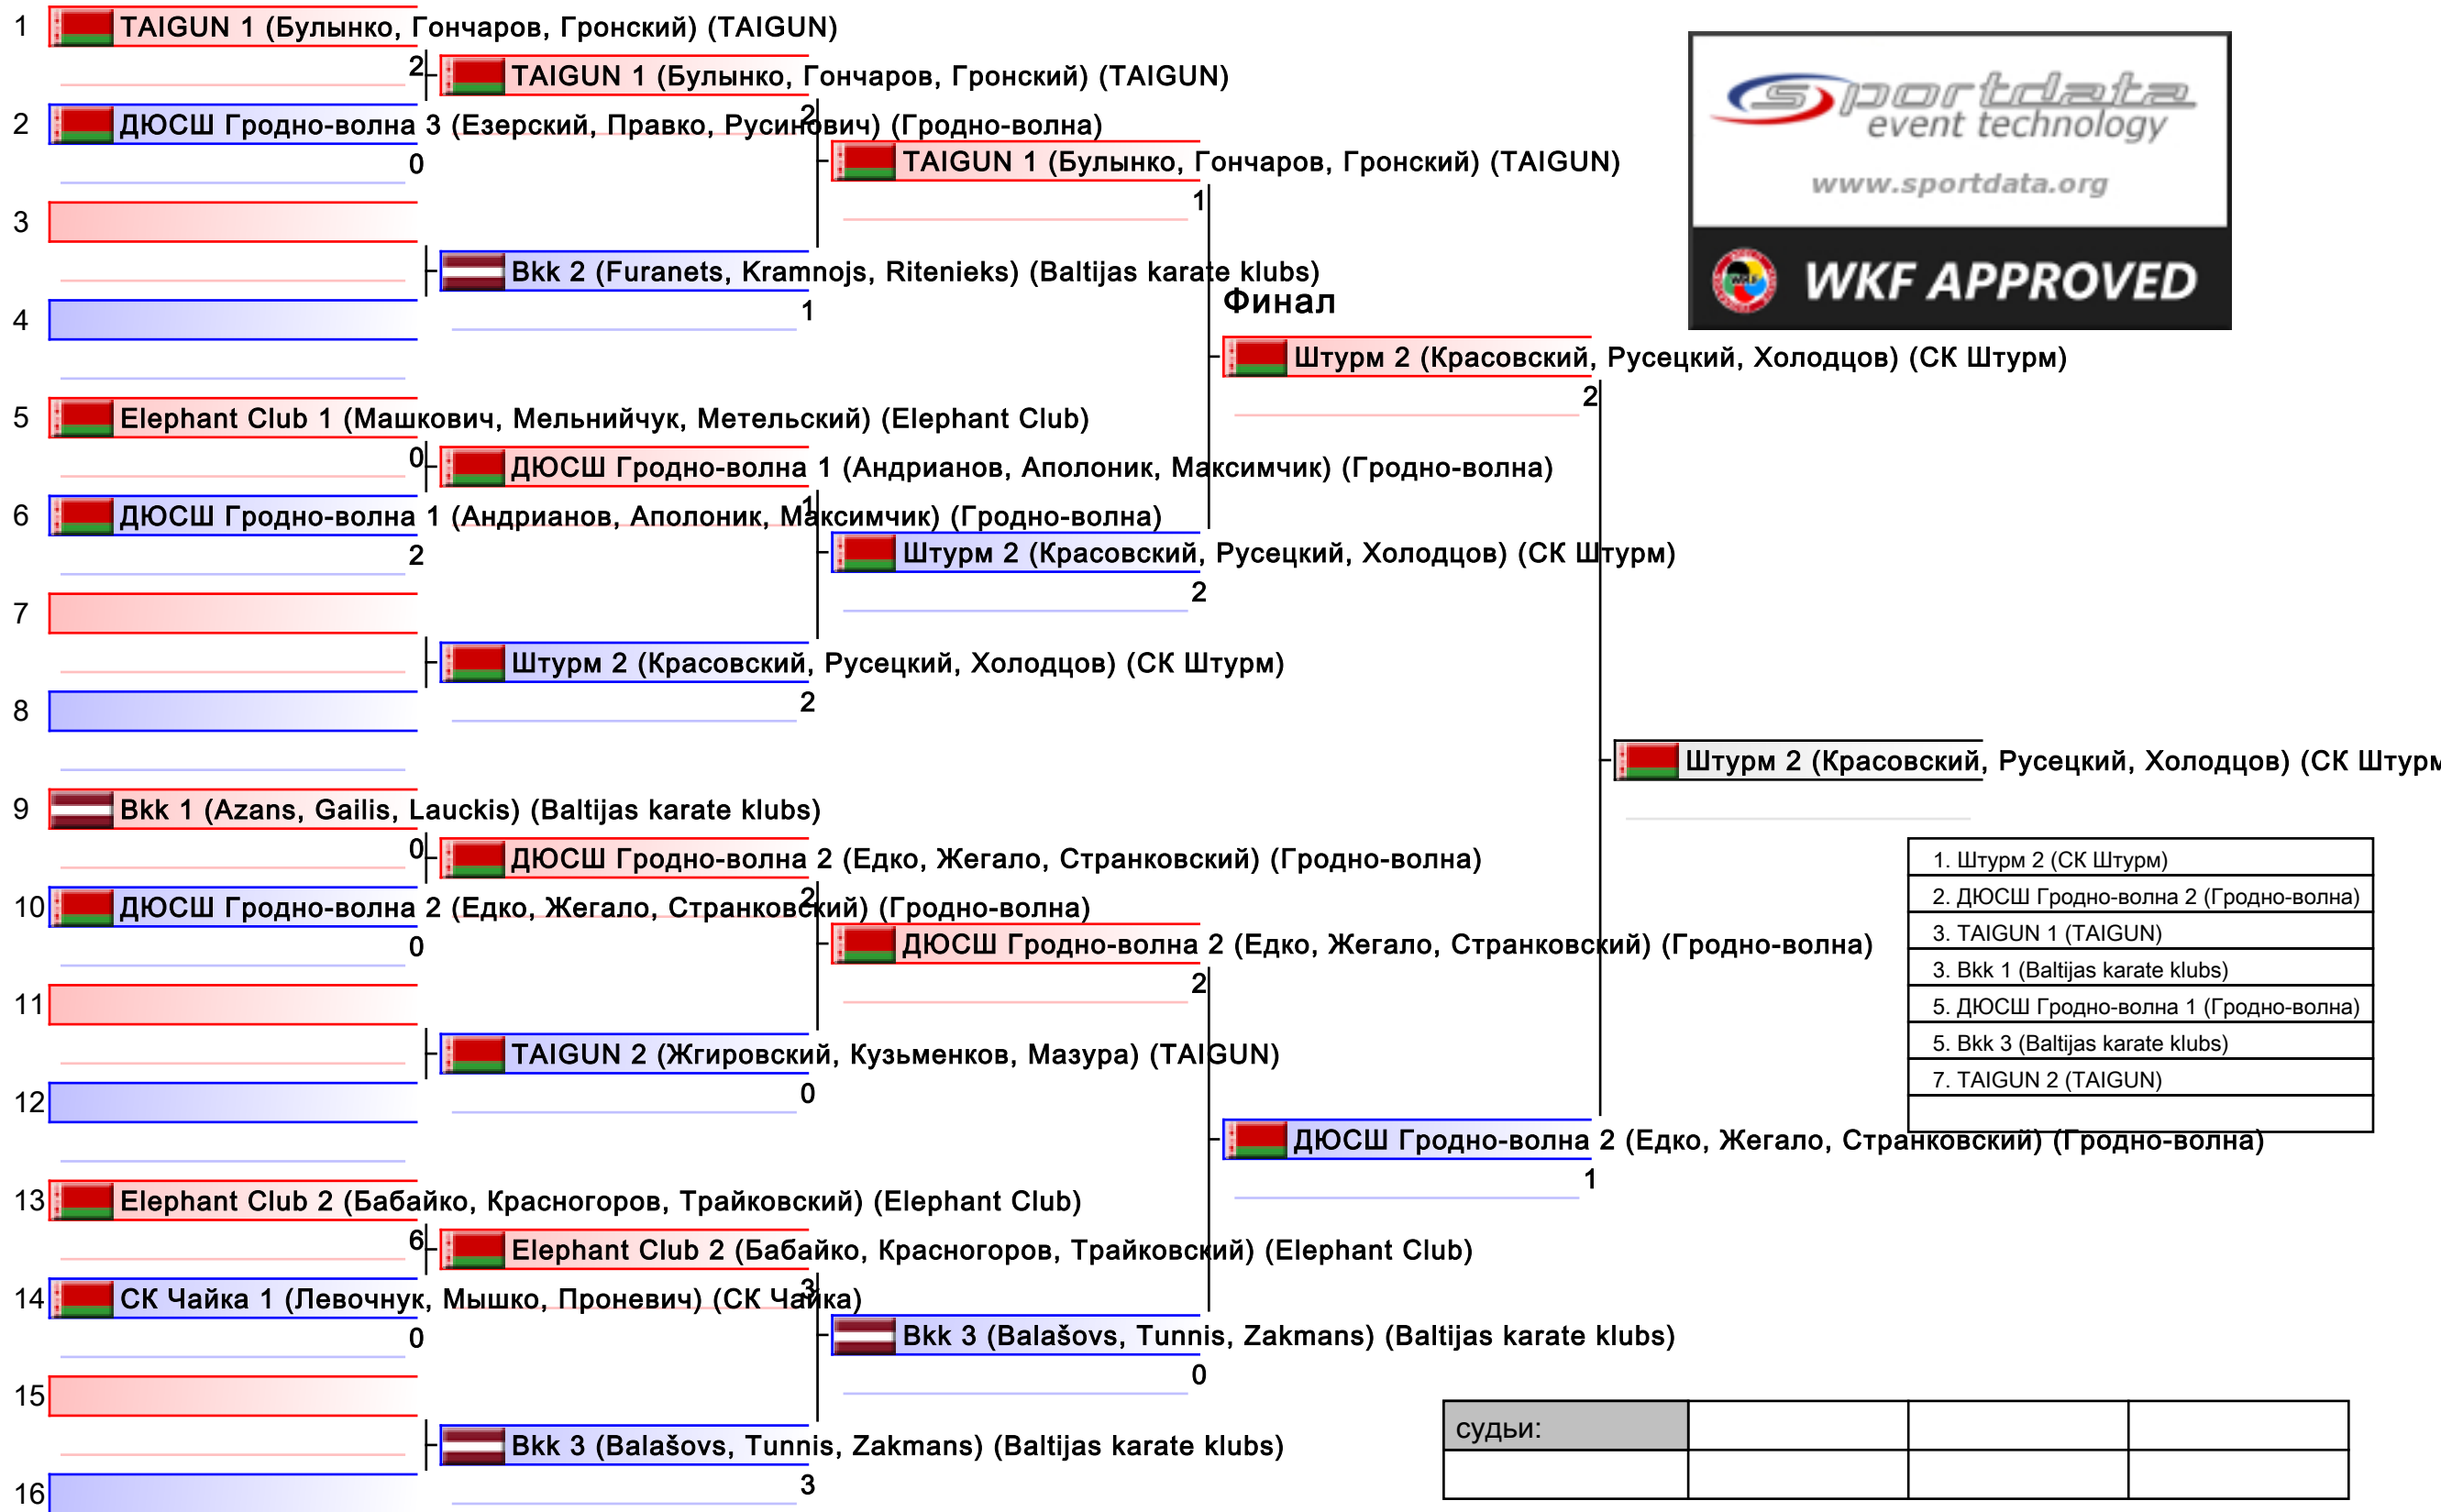 1 TAIGUN 1 (Булынко, Гончаров, Гронский) (TAIGUN)
2
TAIGUN 1 (Булынко, Гончаров, Гронский) (TAIGUN)
2
2 ДЮСШ Гродно-волна 3 (Езерский, Правко, Русинович) (Гродно-волна)
0
TAIGUN 1 (Булынко, Гончаров, Гронский) (TAIGUN)
1
3
Bkk 2 (Furanets, Kramnojs, Ritenieks) (Baltijas karate klubs)
1
4
sportdata
event technology
www.sportdata.org
WKF APPROVED
Финал
Штурм 2 (Красовский, Русецкий, Холодцов) (СК Штурм)
2
5 Elephant Club 1 (Машкович, Мельнийчук, Метельский) (Elephant Club)
0
ДЮСШ Гродно-волна 1 (Андрианов, Аполоник, Максимчик) (Гродно-волна)
1
6 ДЮСШ Гродно-волна 1 (Андрианов, Аполоник, Максимчик) (Гродно-волна)
2
Штурм 2 (Красовский, Русецкий, Холодцов) (СК Штурм)
2
7
Штурм 2 (Красовский, Русецкий, Холодцов) (СК Штурм)
2
8
Штурм 2 (Красовский, Русецкий, Холодцов) (СК Штурм
9 Bkk 1 (Azans, Gailis, Lauckis) (Baltijas karate klubs)
0
ДЮСШ Гродно-волна 2 (Едко, Жегало, Странковский) (Гродно-волна)
2
10 ДЮСШ Гродно-волна 2 (Едко, Жегало, Странковский) (Гродно-волна)
0
ДЮСШ Гродно-волна 2 (Едко, Жегало, Странковский) (Гродно-волна)
2
11
TAIGUN 2 (Жгировский, Кузьменков, Мазура) (TAIGUN)
0
12
1. Штурм 2 (СК Штурм)
2. ДЮСШ Гродно-волна 2 (Гродно-волна)
3. TAIGUN 1 (TAIGUN)
3. Bkk 1 (Baltijas karate klubs)
5. ДЮСШ Гродно-волна 1 (Гродно-волна)
5. Bkk 3 (Baltijas karate klubs)
7. TAIGUN 2 (TAIGUN)
ДЮСШ Гродно-волна 2 (Едко, Жегало, Странковский) (Гродно-волна)
1
13 Elephant Club 2 (Бабайко, Красногоров, Трайковский) (Elephant Club)
6
Elephant Club 2 (Бабайко, Красногоров, Трайковский) (Elephant Club)
3
14 СК Чайка 1 (Левочнук, Мышко, Проневич) (СК Чайка)
0
Bkk 3 (Balašovs, Tunnis, Zakmans) (Baltijas karate klubs)
0
15
Bkk 3 (Balašovs, Tunnis, Zakmans) (Baltijas karate klubs)
3
16
судьи: